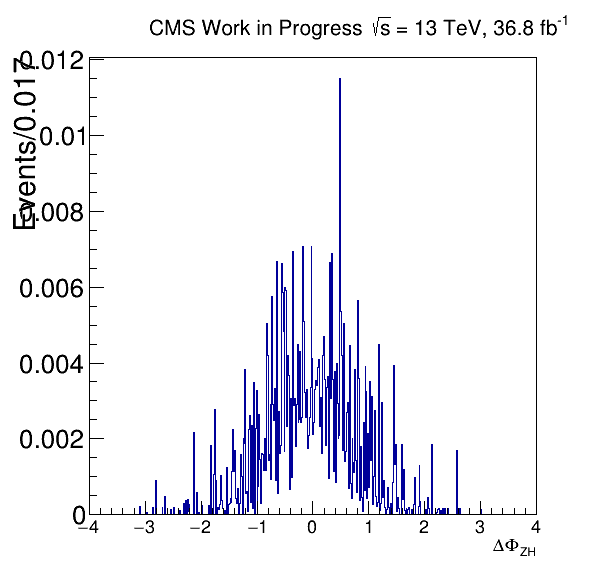 CMS Work in Progress √s = 13 TeV, 36.8 fb⁻¹
Events/0.017
0.012
0.01
0.008
0.006
0.004
0.002
0
−4 −3 −2 −1 0 1 2 3 4
ΔΦ_ZH